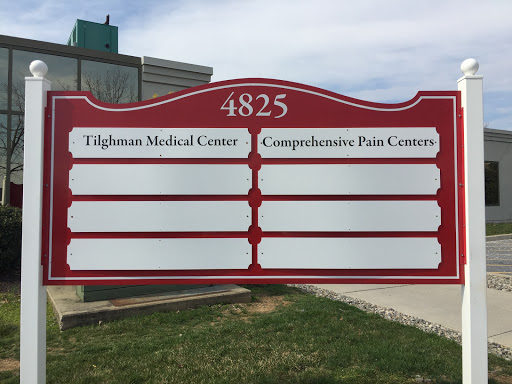 4825
Tilghman Medical Center
Comprehensive Pain Centers